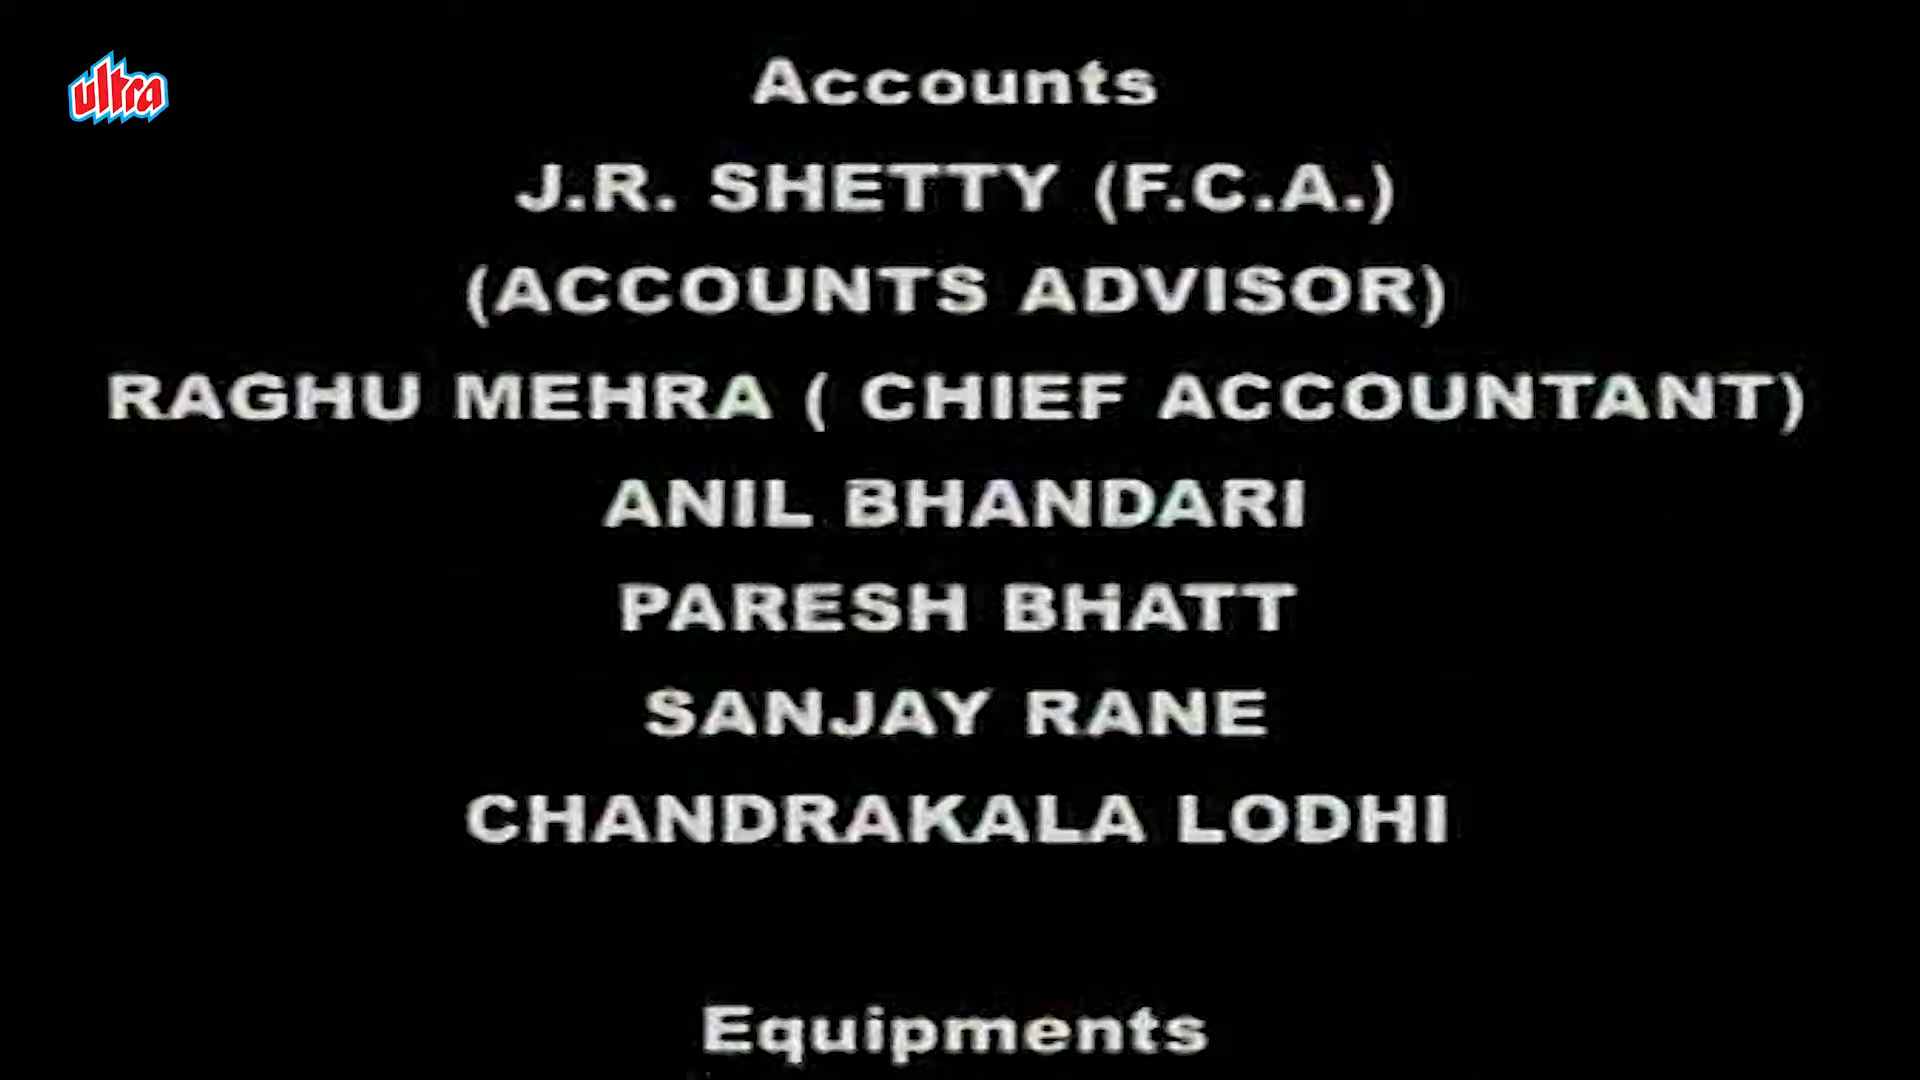 ultra
Accounts
J.R. SHETTY (F.C.A.)
(ACCOUNTS ADVISOR)
RAGHU MEHRA ( CHIEF ACCOUNTANT)
ANIL BHANDARI
PARESH BHATT
SANJAY RANE
CHANDRAKALA LODHI
Equipments